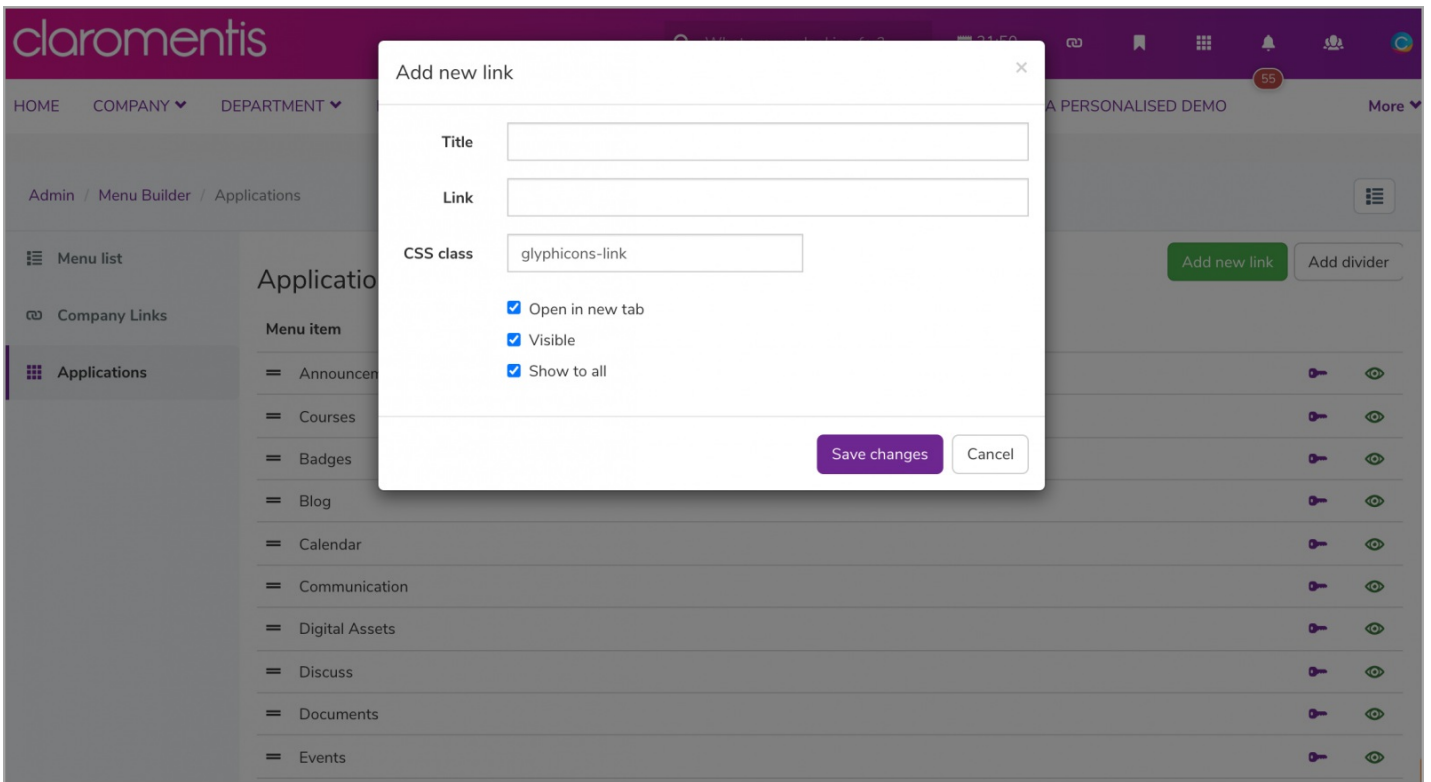 claromentis
Add new link
×
55
HOME COMPANY DEPARTMENT A PERSONALISED DEMO More
Title
Admin / Menu Builder / Applications
Link
Menu list
CSS class glyphicons-link
Add new link Add divider
Applicatio
Open in new tab
Company Links
Menu item
Visible
Show to all
Applications
Announcem
Courses
Save changes Cancel
Badges
Blog
Calendar
Communication
Digital Assets
Discuss
Documents
Events